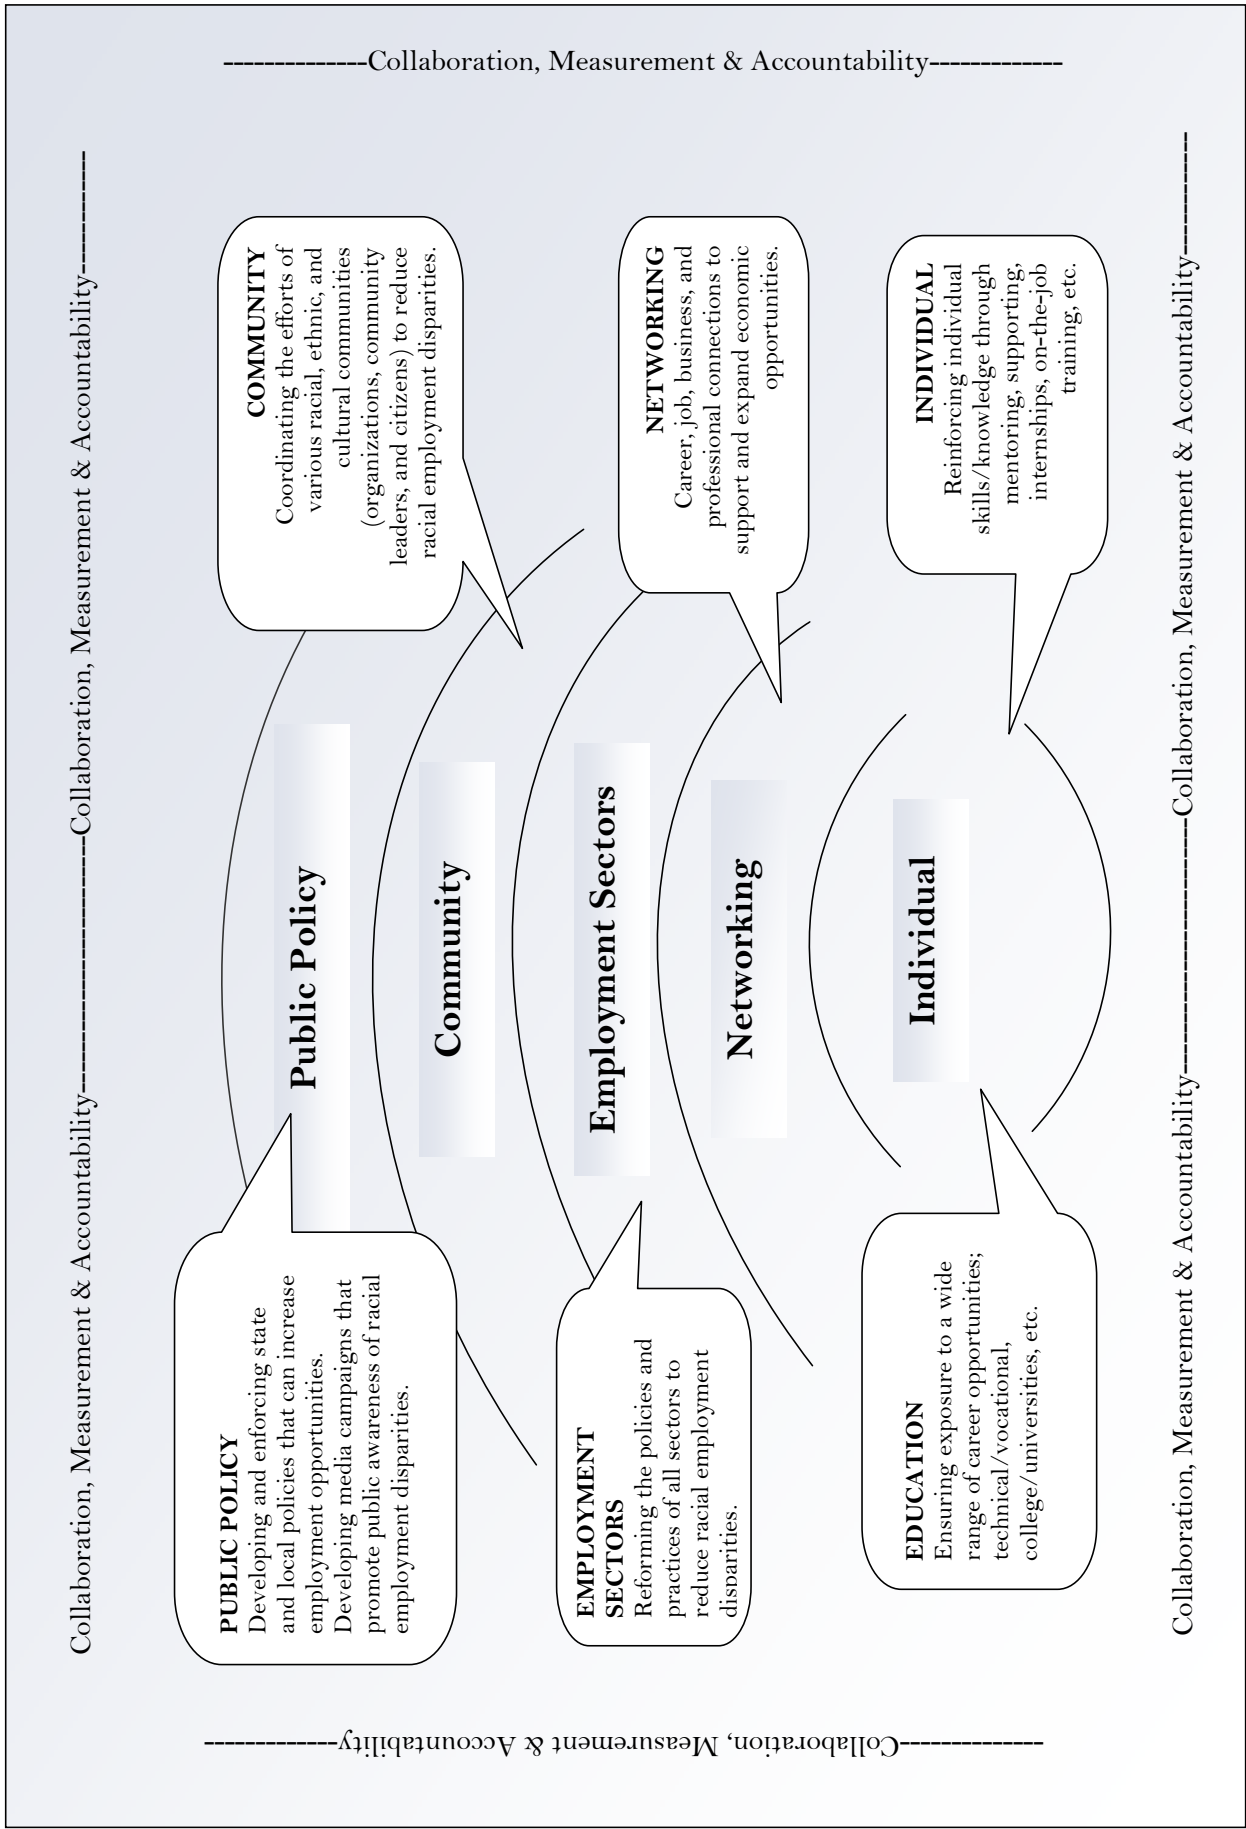 Collaboration, Measurement & Accountability--------------------Collaboration, Measurement & Accountability-------------
--------------Collaboration, Measurement & Accountability-------------
PUBLIC POLICY
Developing and enforcing state
and local policies that can increase
employment opportunities.
Developing media campaigns that
promote public awareness of racial
employment disparities.
COMMUNITY
Coordinating the efforts of
various racial, ethnic, and
cultural communities
(organizations, community
leaders, and citizens) to reduce
racial employment disparities.
Public Policy
Community
Employment Sectors
Networking
Individual
EMPLOYMENT
SECTORS
Reforming the policies and
practices of all sectors to
reduce racial employment
disparities.
NETWORKING
Career, job, business, and
professional connections to
support and expand economic
opportunities.
EDUCATION
Ensuring exposure to a wide
range of career opportunities;
technical/vocational,
college/universities, etc.
INDIVIDUAL
Reinforcing individual
skills/knowledge through
mentoring, supporting,
internships, on-the-job
training, etc.
--------------Collaboration, Measurement & Accountability-------------
Collaboration, Measurement & Accountability--------------------Collaboration, Measurement & Accountability-------------